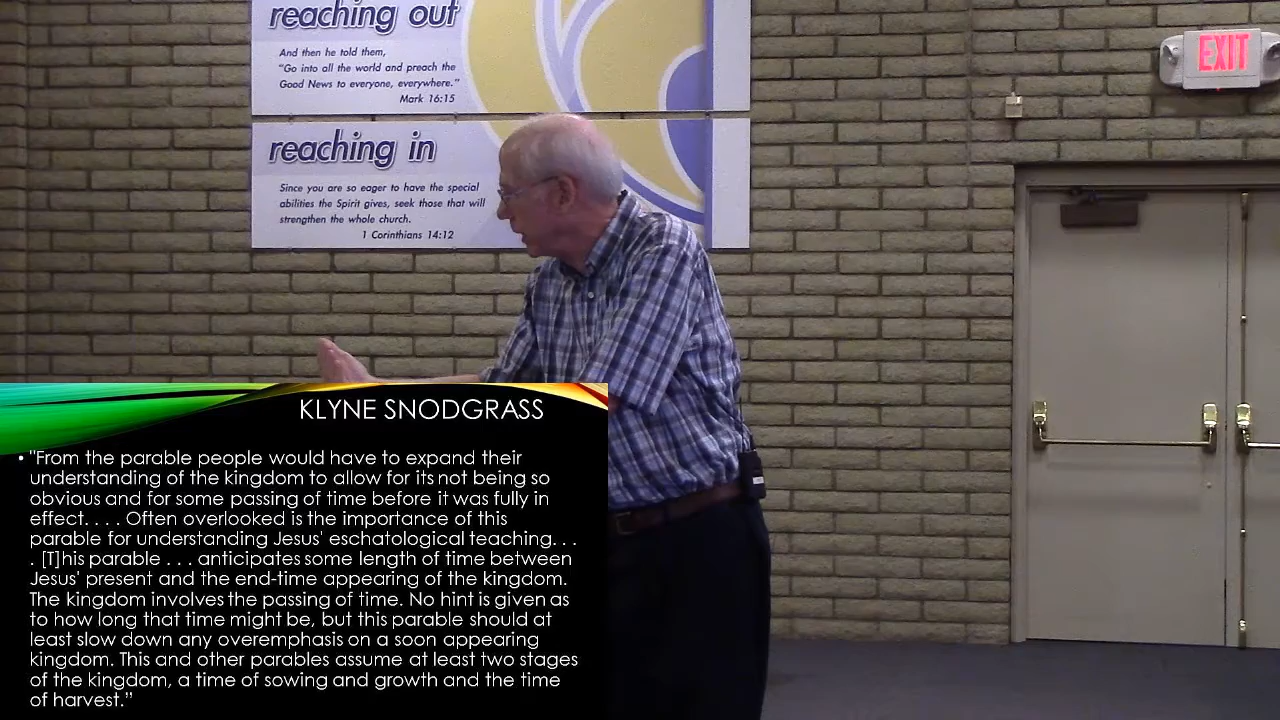 reaching out
And then he told them,
"Go into all the world and preach the
Good News to everyone, everywhere."
Mark 16:15
reaching in
Since you are so eager to have the special
abilities the Spirit gives, seek those that will
strengthen the whole church.
1 Corinthians 14:12
EXIT
KLYNE SNODGRASS
• "From the parable people would have to expand their
understanding of the kingdom to allow for its not being so
obvious and for some passing of time before it was fully in
effect. . . . Often overlooked is the importance of this
parable for understanding Jesus' eschatological teaching. . .
. [T]his parable . . . anticipates some length of time between
Jesus' present and the end-time appearing of the kingdom.
The kingdom involves the passing of time. No hint is given as
to how long that time might be, but this parable should at
least slow down any overemphasis on a soon appearing
kingdom. This and other parables assume at least two stages
of the kingdom, a time of sowing and growth and the time
of harvest.”